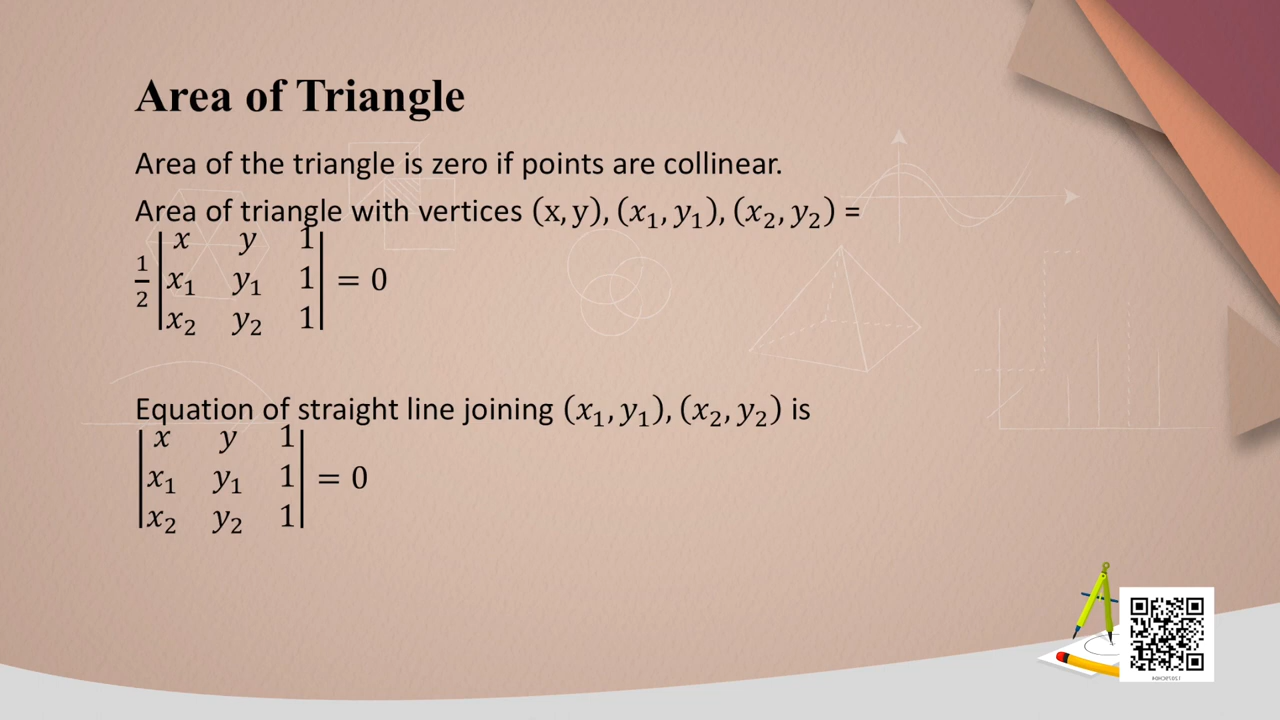 Area of Triangle
Area of the triangle is zero if points are collinear.
Area of triangle with vertices (x, y), (x₁, y₁), (x₂, y₂) =
1/2 |x y 1|
|x₁ y₁ 1| = 0
|x₂ y₂ 1|
Equation of straight line joining (x₁, y₁), (x₂, y₂) is
|x y 1|
|x₁ y₁ 1| = 0
|x₂ y₂ 1|